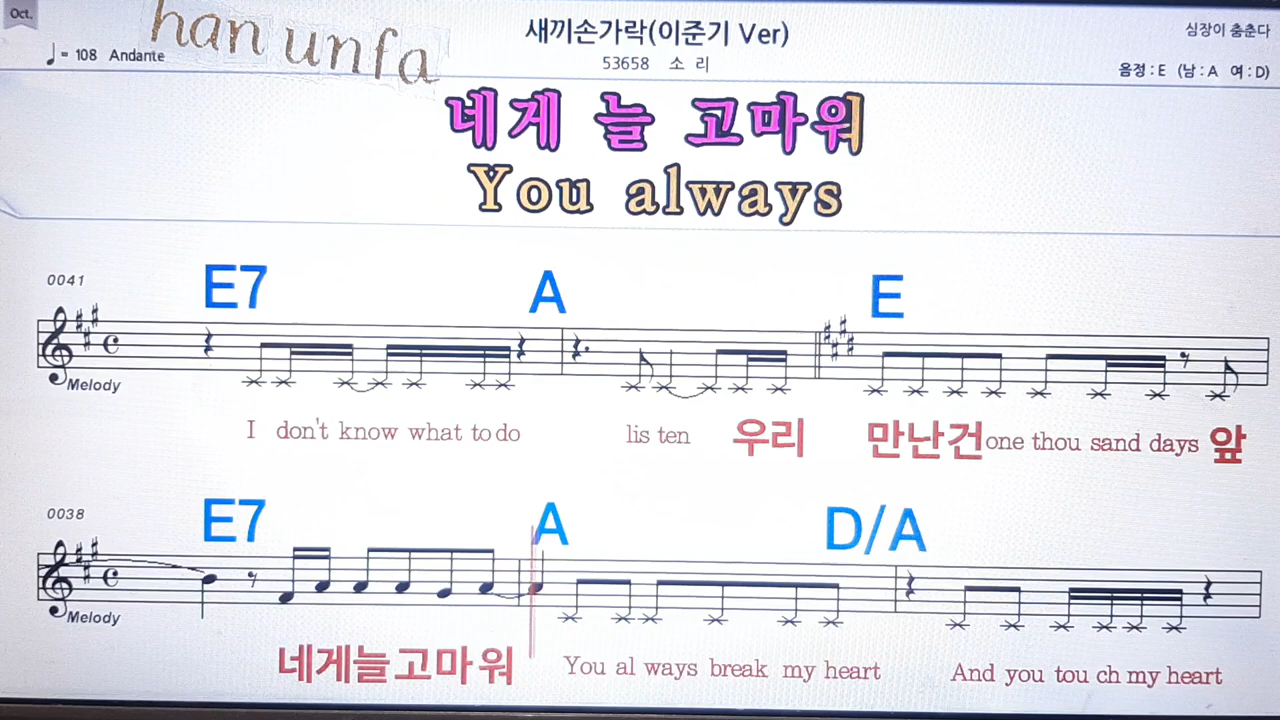 Oct.
han unfa
새끼손가락(이준기 Ver)
심장이 춤춘다
♩= 108 Andante
53658 소 리
음정 : E (남 : A 여 : D)
네게 늘 고마워
You always
0041
E7 A E
Melody
I don't know what to do lis ten 우리 만난건 one thou sand days 앞
0038
E7 A D/A
Melody
네게늘고마워 You al ways break my heart And you tou ch my heart